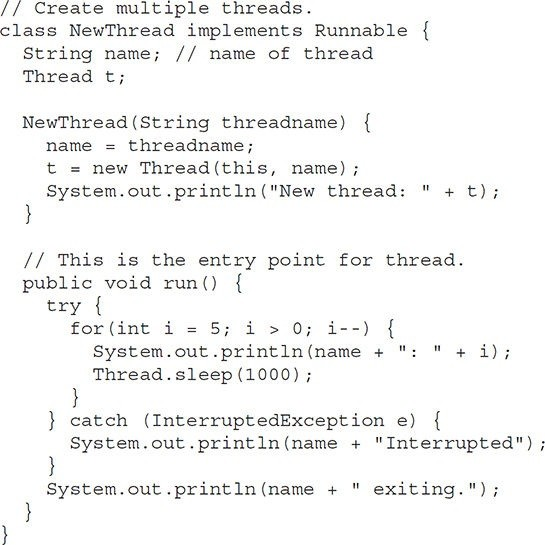 // Create multiple threads.
class NewThread implements Runnable {
  String name; // name of thread
  Thread t;

  NewThread(String threadname) {
    name = threadname;
    t = new Thread(this, name);
    System.out.println("New thread: " + t);
  }

  // This is the entry point for thread.
  public void run() {
    try {
      for(int i = 5; i > 0; i--) {
        System.out.println(name + ": " + i);
        Thread.sleep(1000);
      }
    } catch (InterruptedException e) {
      System.out.println(name + "Interrupted");
    }
    System.out.println(name + " exiting.");
  }
}